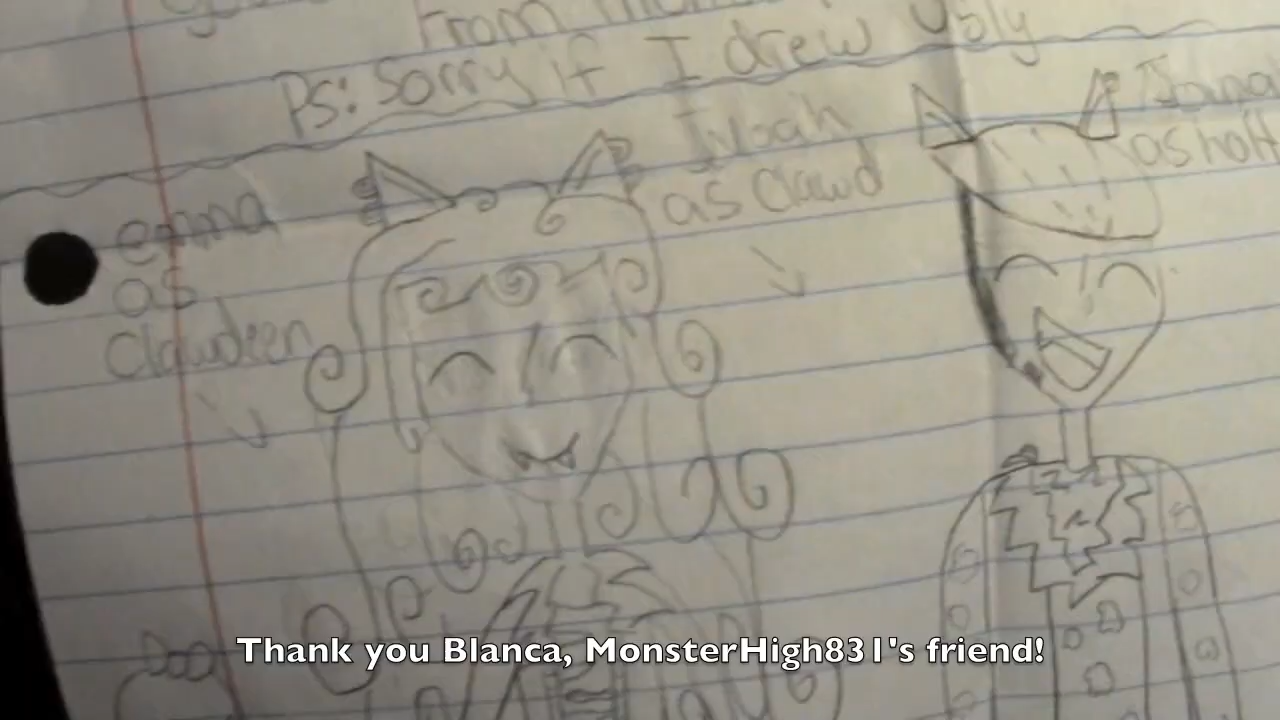 From
Ps: Sorry if I drew Ugly
emma
as
Clawdeen
Noah
as Clawd
as holt
Boo
Thank you Blanca, MonsterHigh831's friend!